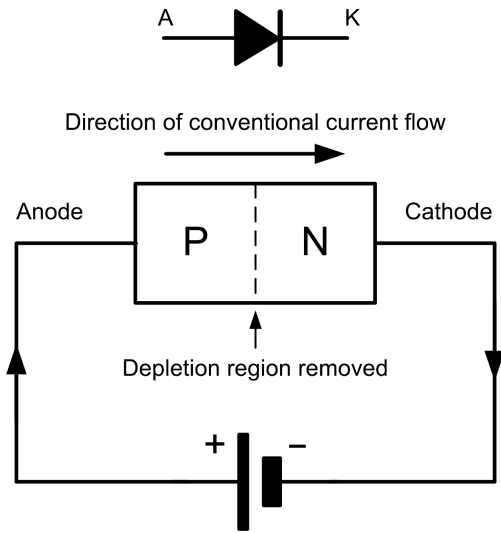 A K
Direction of conventional current flow
Anode Cathode
P N
Depletion region removed
+ −